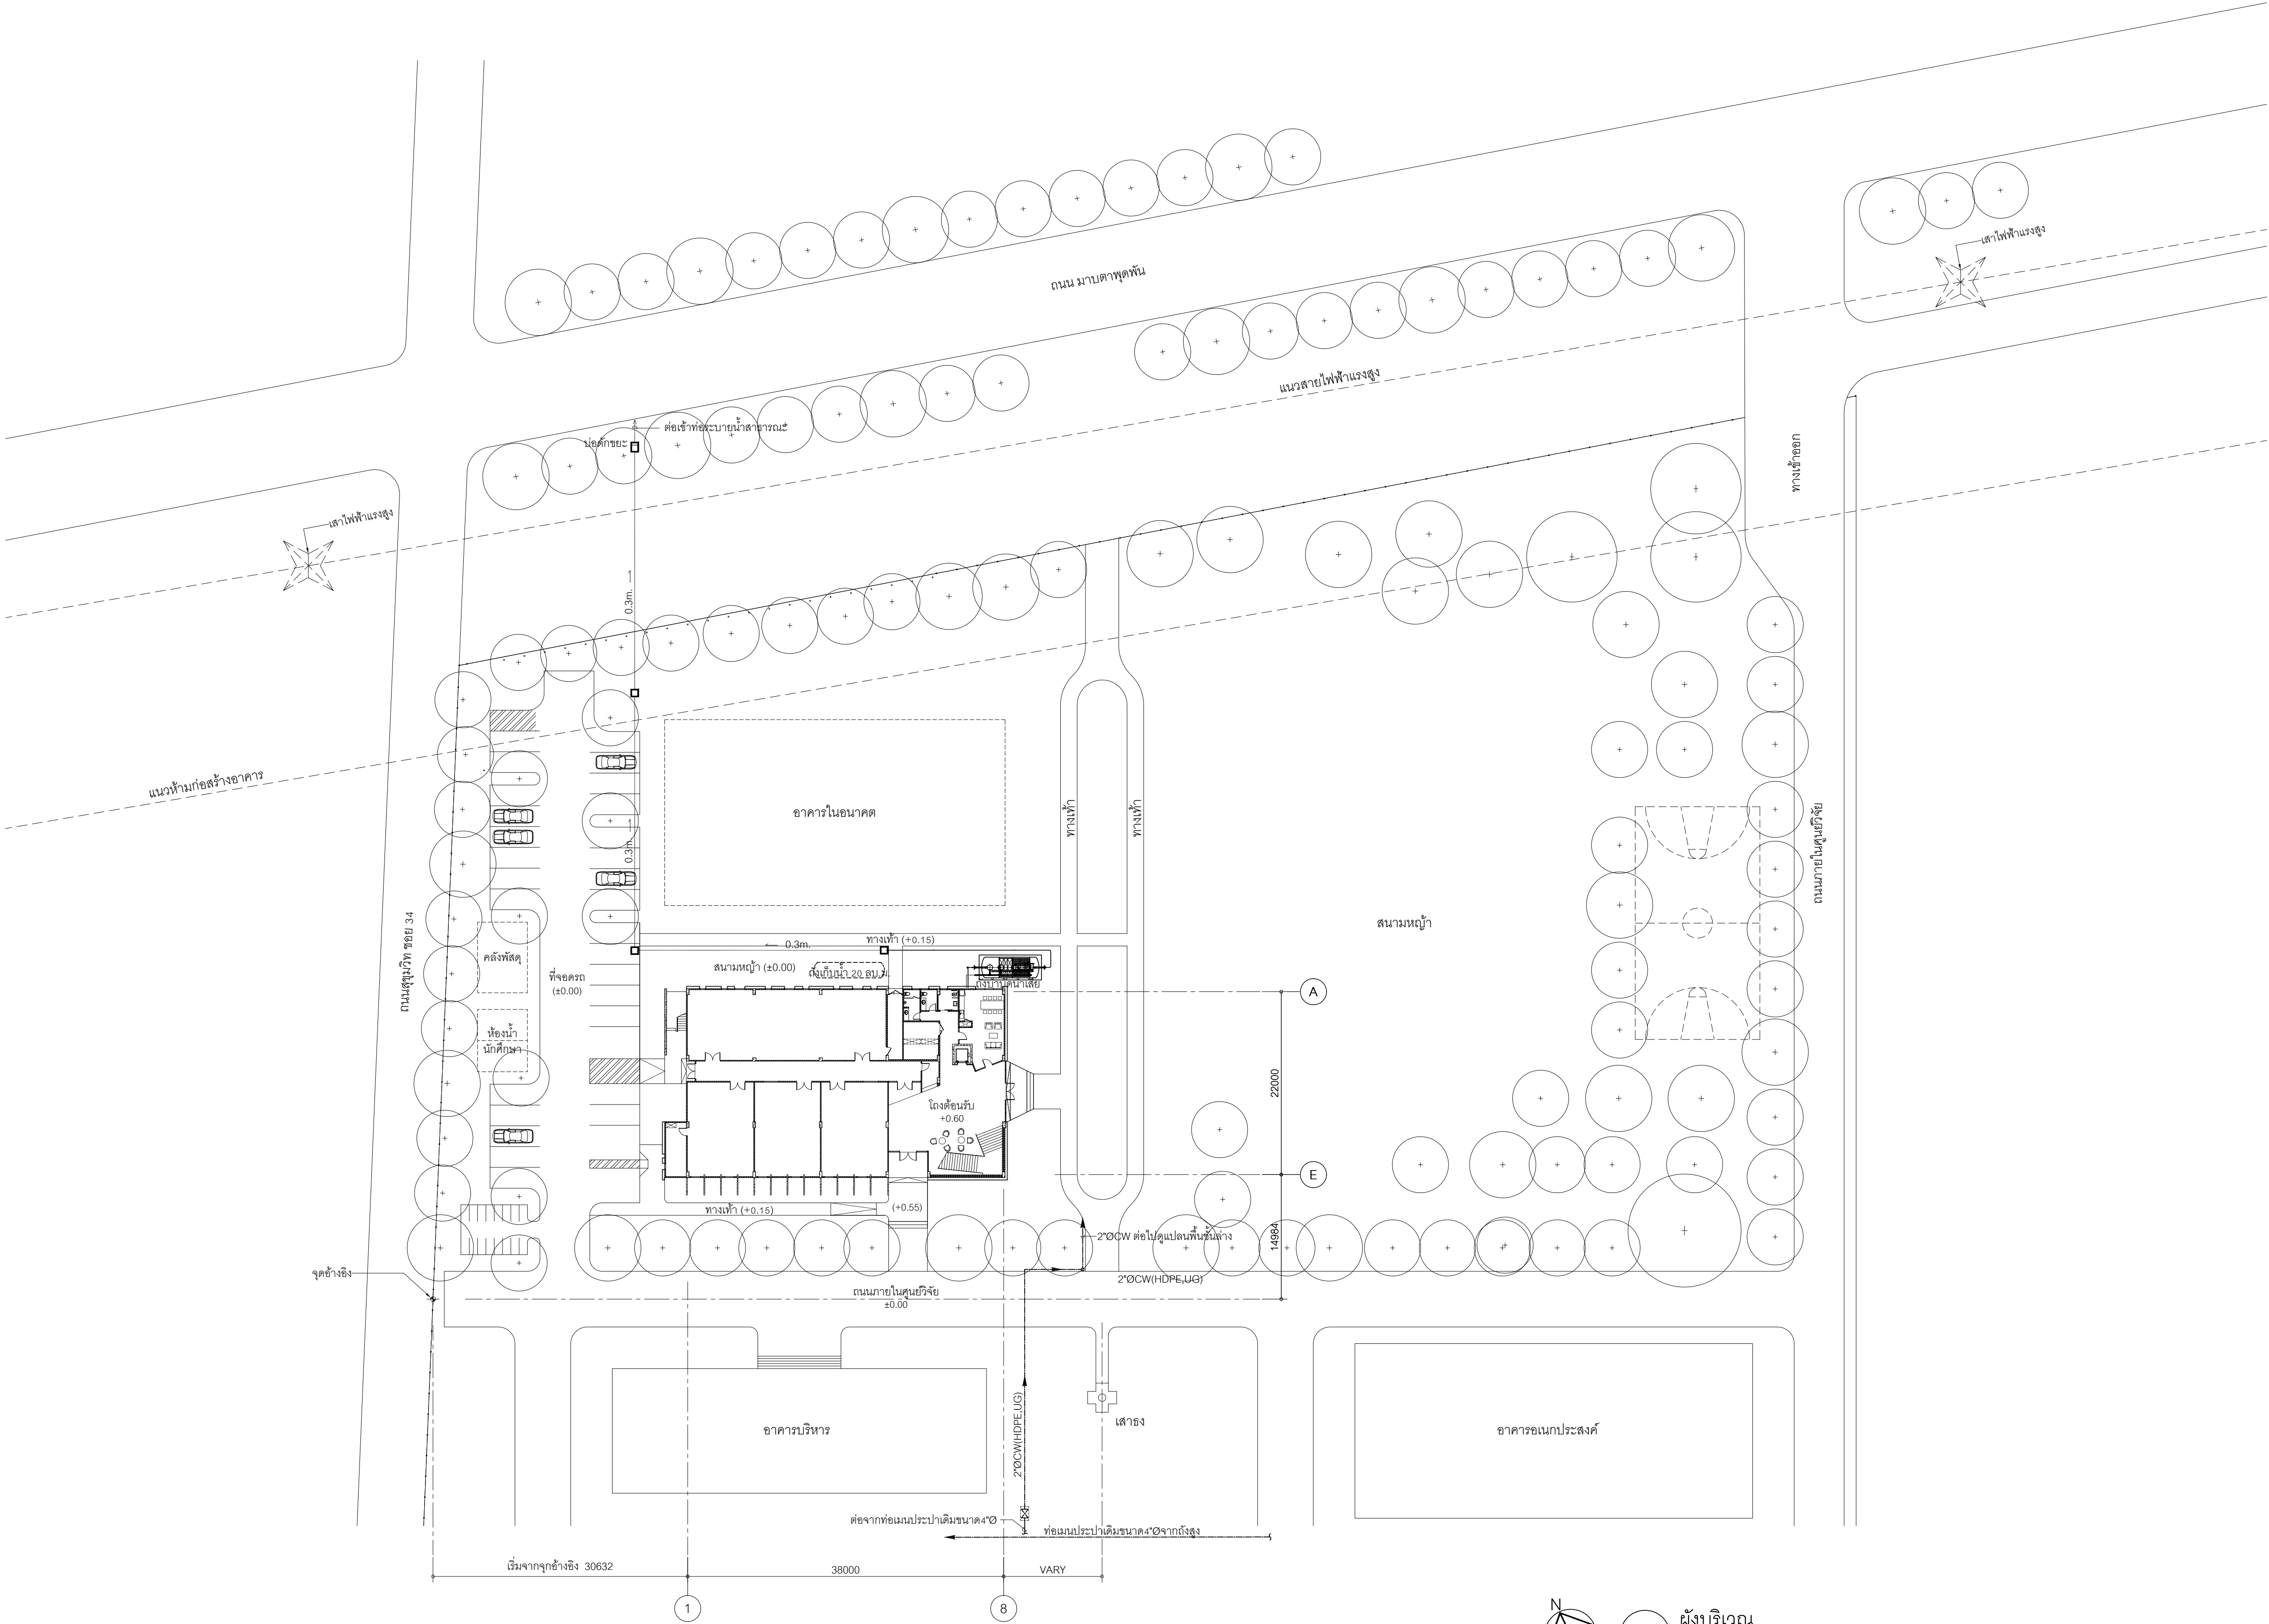 ถนน มาบตาพุดพัน
เสาไฟฟ้าแรงสูง
แนวสายไฟฟ้าแรงสูง
ต่อเข้าท่อระบายน้ำสาธารณะ
บ่อดักขยะ
ทางเข้าออก
เสาไฟฟ้าแรงสูง
0.3m.
แนวห้ามก่อสร้างอาคาร
อาคารในอนาคต
ทางเท้า
ทางเท้า
0.3m.
ถนนภายในศูนย์วิจัย
ถนนสุขุมวิท ซอย 34
สนามหญ้า
คลังพัสดุ
ที่จอดรถ
(±0.00)
0.3m.
ทางเท้า (+0.15)
สนามหญ้า (±0.00)
ถังเก็บน้ำ 20 ลบ.ม.
ถังบำบัดน้ำเสีย
A
ห้องน้ำ
นักศึกษา
22000
โถงต้อนรับ
+0.60
E
ทางเท้า (+0.15)
(+0.55)
14984
2"ØCW ต่อไปดูแปลนพื้นชั้นล่าง
จุดอ้างอิง
2"ØCW(HDPE,UG)
ถนนภายในศูนย์วิจัย
±0.00
2"ØCW(HDPE,UG)
เสาธง
อาคารบริหาร
อาคารอเนกประสงค์
ต่อจากท่อเมนประปาเดิมขนาด4"Ø
ท่อเมนประปาเดิมขนาด4"Øจากถังสูง
เริ่มจากจุกอ้างอิง 30632
38000
VARY
1
8
N
ผังบริเวณ